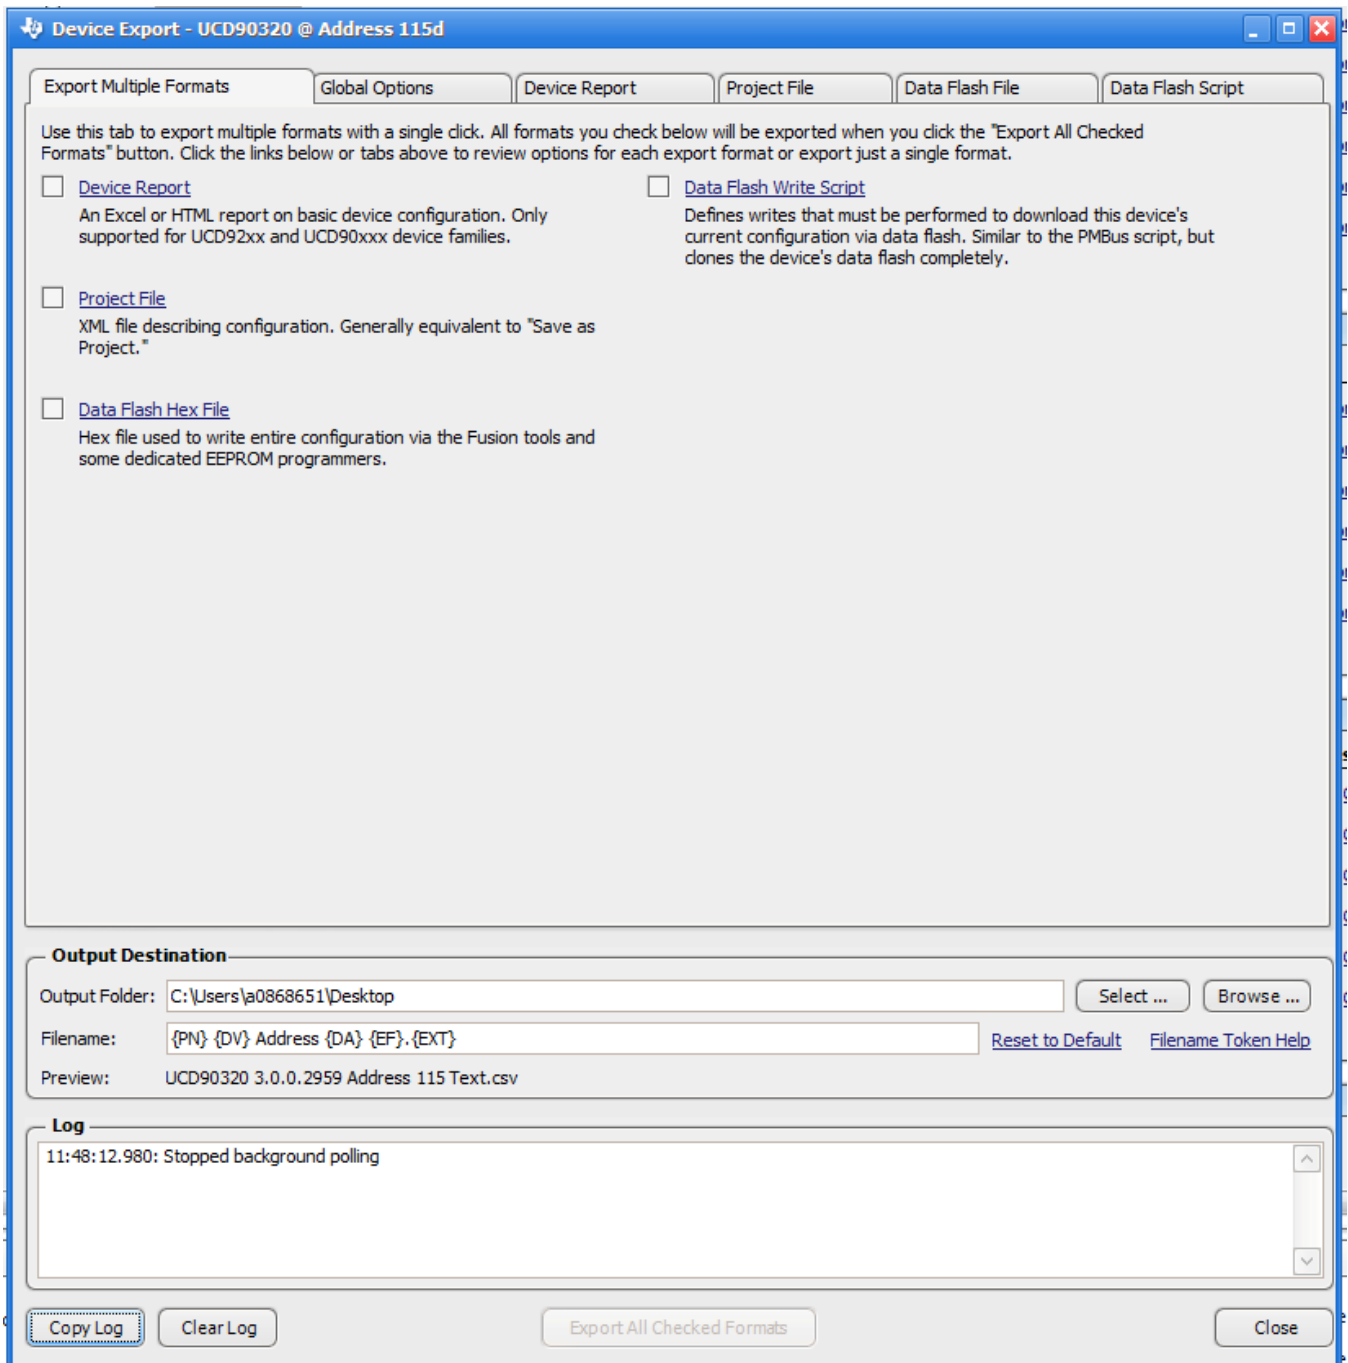 Device Export - UCD90320 @ Address 115d
Export Multiple Formats
Global Options
Device Report
Project File
Data Flash File
Data Flash Script
Use this tab to export multiple formats with a single click. All formats you check below will be exported when you click the "Export All Checked
Formats" button. Click the links below or tabs above to review options for each export format or export just a single format.
Device Report
An Excel or HTML report on basic device configuration. Only
supported for UCD92xx and UCD90xxx device families.
Data Flash Write Script
Defines writes that must be performed to download this device's
current configuration via data flash. Similar to the PMBus script, but
clones the device's data flash completely.
Project File
XML file describing configuration. Generally equivalent to "Save as
Project."
Data Flash Hex File
Hex file used to write entire configuration via the Fusion tools and
some dedicated EEPROM programmers.
Output Destination
Output Folder: C:\Users\a0868651\Desktop
Select ...
Browse ...
Filename: {PN} {DV} Address {DA} {EF}.{EXT}
Reset to Default
Filename Token Help
Preview: UCD90320 3.0.0.2959 Address 115 Text.csv
Log
11:48:12.980: Stopped background polling
Copy Log
Clear Log
Export All Checked Formats
Close